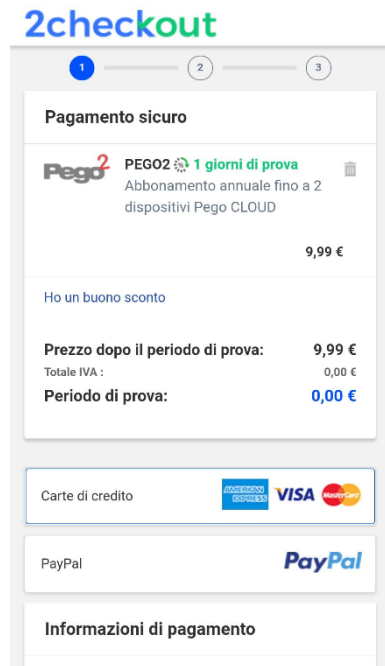 2checkout
1
2
3
Pagamento sicuro
Pego2
PEGO2 1 giorni di prova
Abbonamento annuale fino a 2
dispositivi Pego CLOUD
9,99 €
Ho un buono sconto
Prezzo dopo il periodo di prova: 9,99 €
Totale IVA : 0,00 €
Periodo di prova: 0,00 €
Carte di credito AMERICAN EXPRESS VISA MasterCard
PayPal PayPal
Informazioni di pagamento